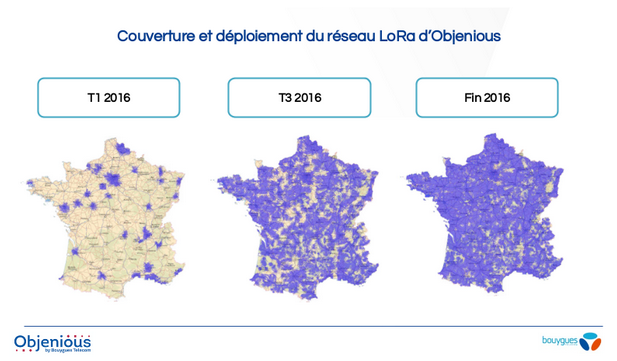 Couverture et déploiement du réseau LoRa d'Objenious
T1 2016
T3 2016
Fin 2016
Objenious
by Bouygues Telecom
bouygues